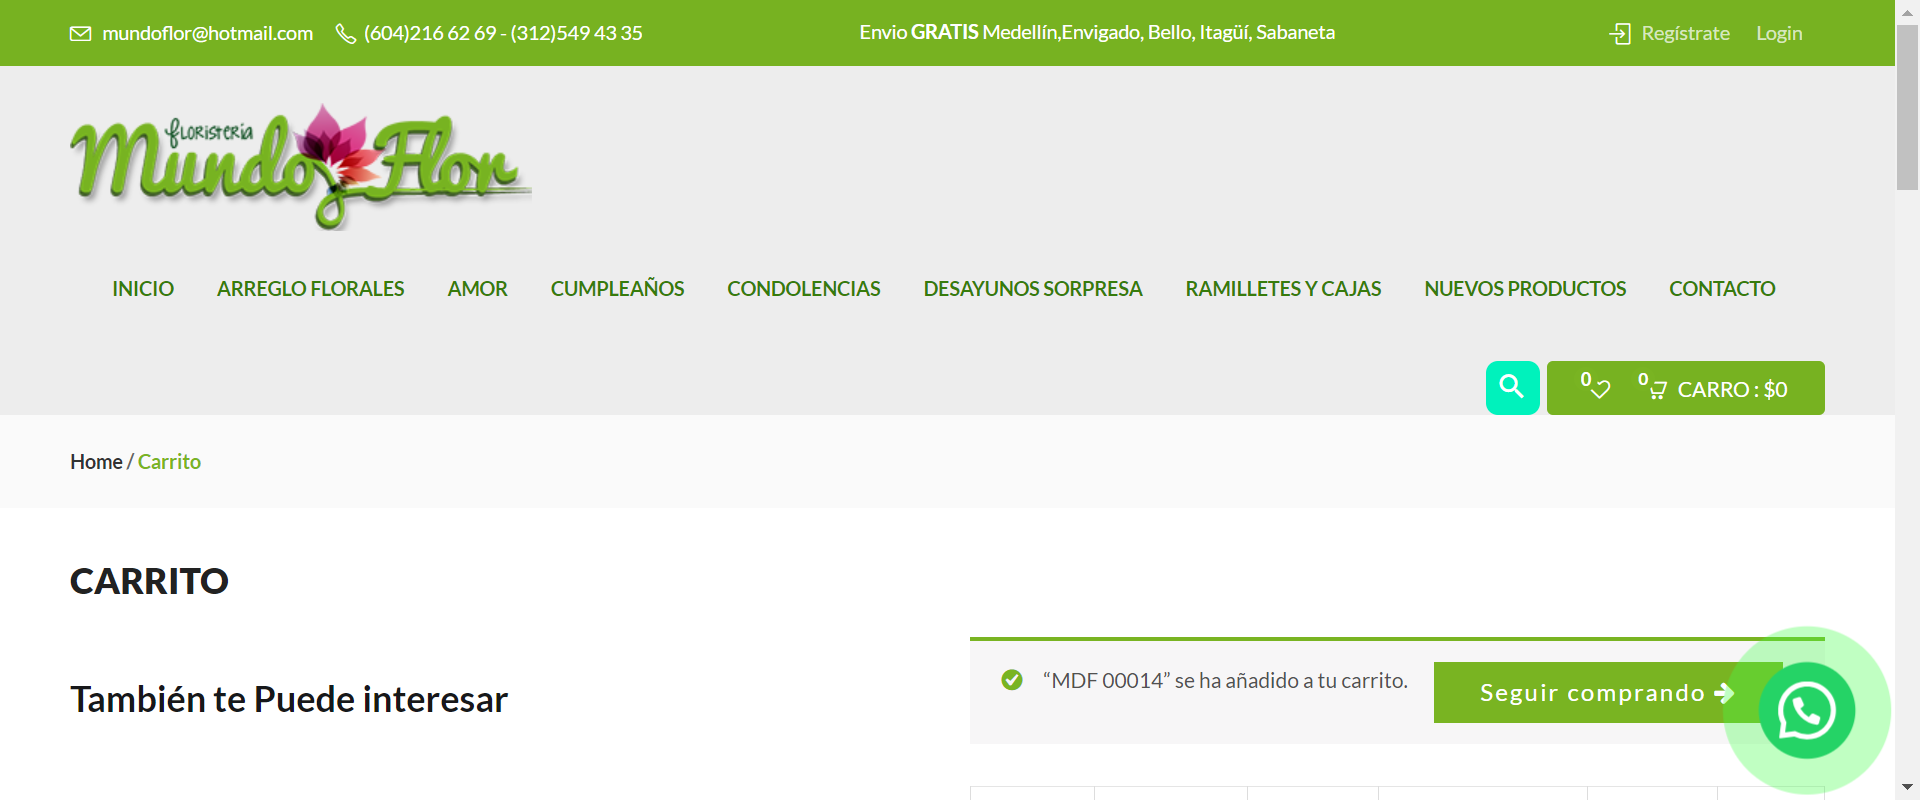 mundoflor@hotmail.com (604)216 62 69 - (312)549 43 35 Envio GRATIS Medellín,Envigado, Bello, Itagüí, Sabaneta Regístrate Login
FLORISTERÍA
Mundo Flor
INICIO ARREGLO FLORALES AMOR CUMPLEAÑOS CONDOLENCIAS DESAYUNOS SORPRESA RAMILLETES Y CAJAS NUEVOS PRODUCTOS CONTACTO
0 0 CARRO : $0
Home / Carrito
CARRITO
“MDF 00014” se ha añadido a tu carrito. Seguir comprando
También te Puede interesar